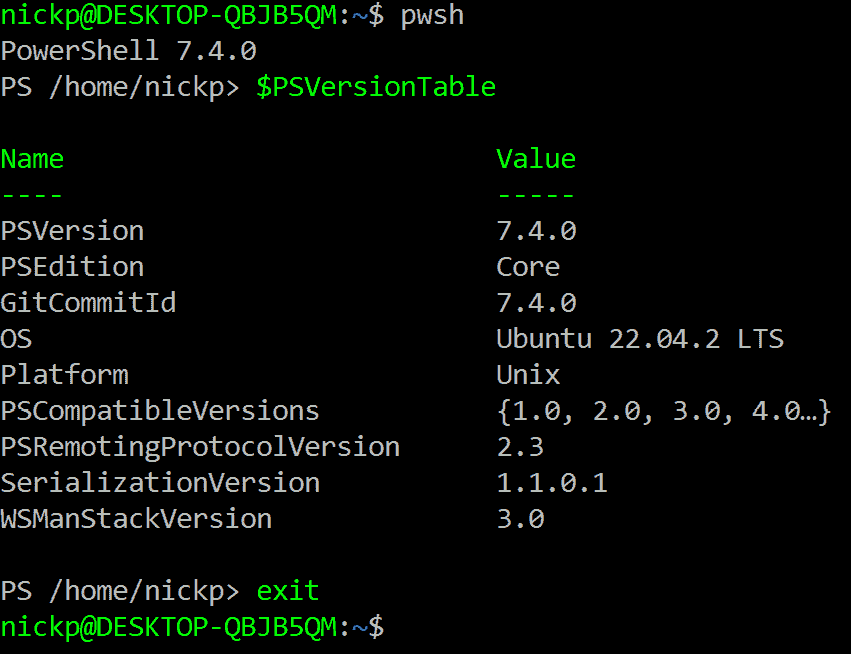 nickp@DESKTOP-QBJB5QM:~$ pwsh
PowerShell 7.4.0
PS /home/nickp> $PSVersionTable
Name                           Value
----                           -----
PSVersion                      7.4.0
PSEdition                      Core
GitCommitId                    7.4.0
OS                             Ubuntu 22.04.2 LTS
Platform                       Unix
PSCompatibleVersions           {1.0, 2.0, 3.0, 4.0…}
PSRemotingProtocolVersion      2.3
SerializationVersion           1.1.0.1
WSManStackVersion              3.0
PS /home/nickp> exit
nickp@DESKTOP-QBJB5QM:~$